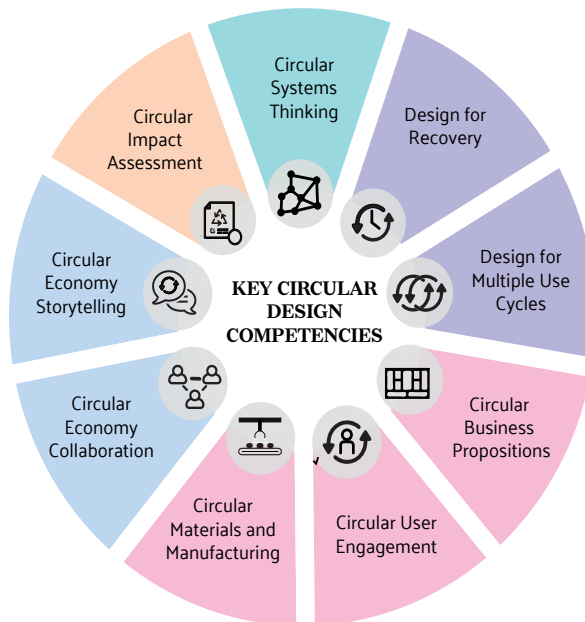 Circular
Systems
Thinking
Design for
Recovery
Design for
Multiple Use
Cycles
Circular
Business
Propositions
Circular User
Engagement
Circular
Materials and
Manufacturing
Circular
Economy
Collaboration
Circular
Economy
Storytelling
Circular
Impact
Assessment
KEY CIRCULAR
DESIGN
COMPETENCIES